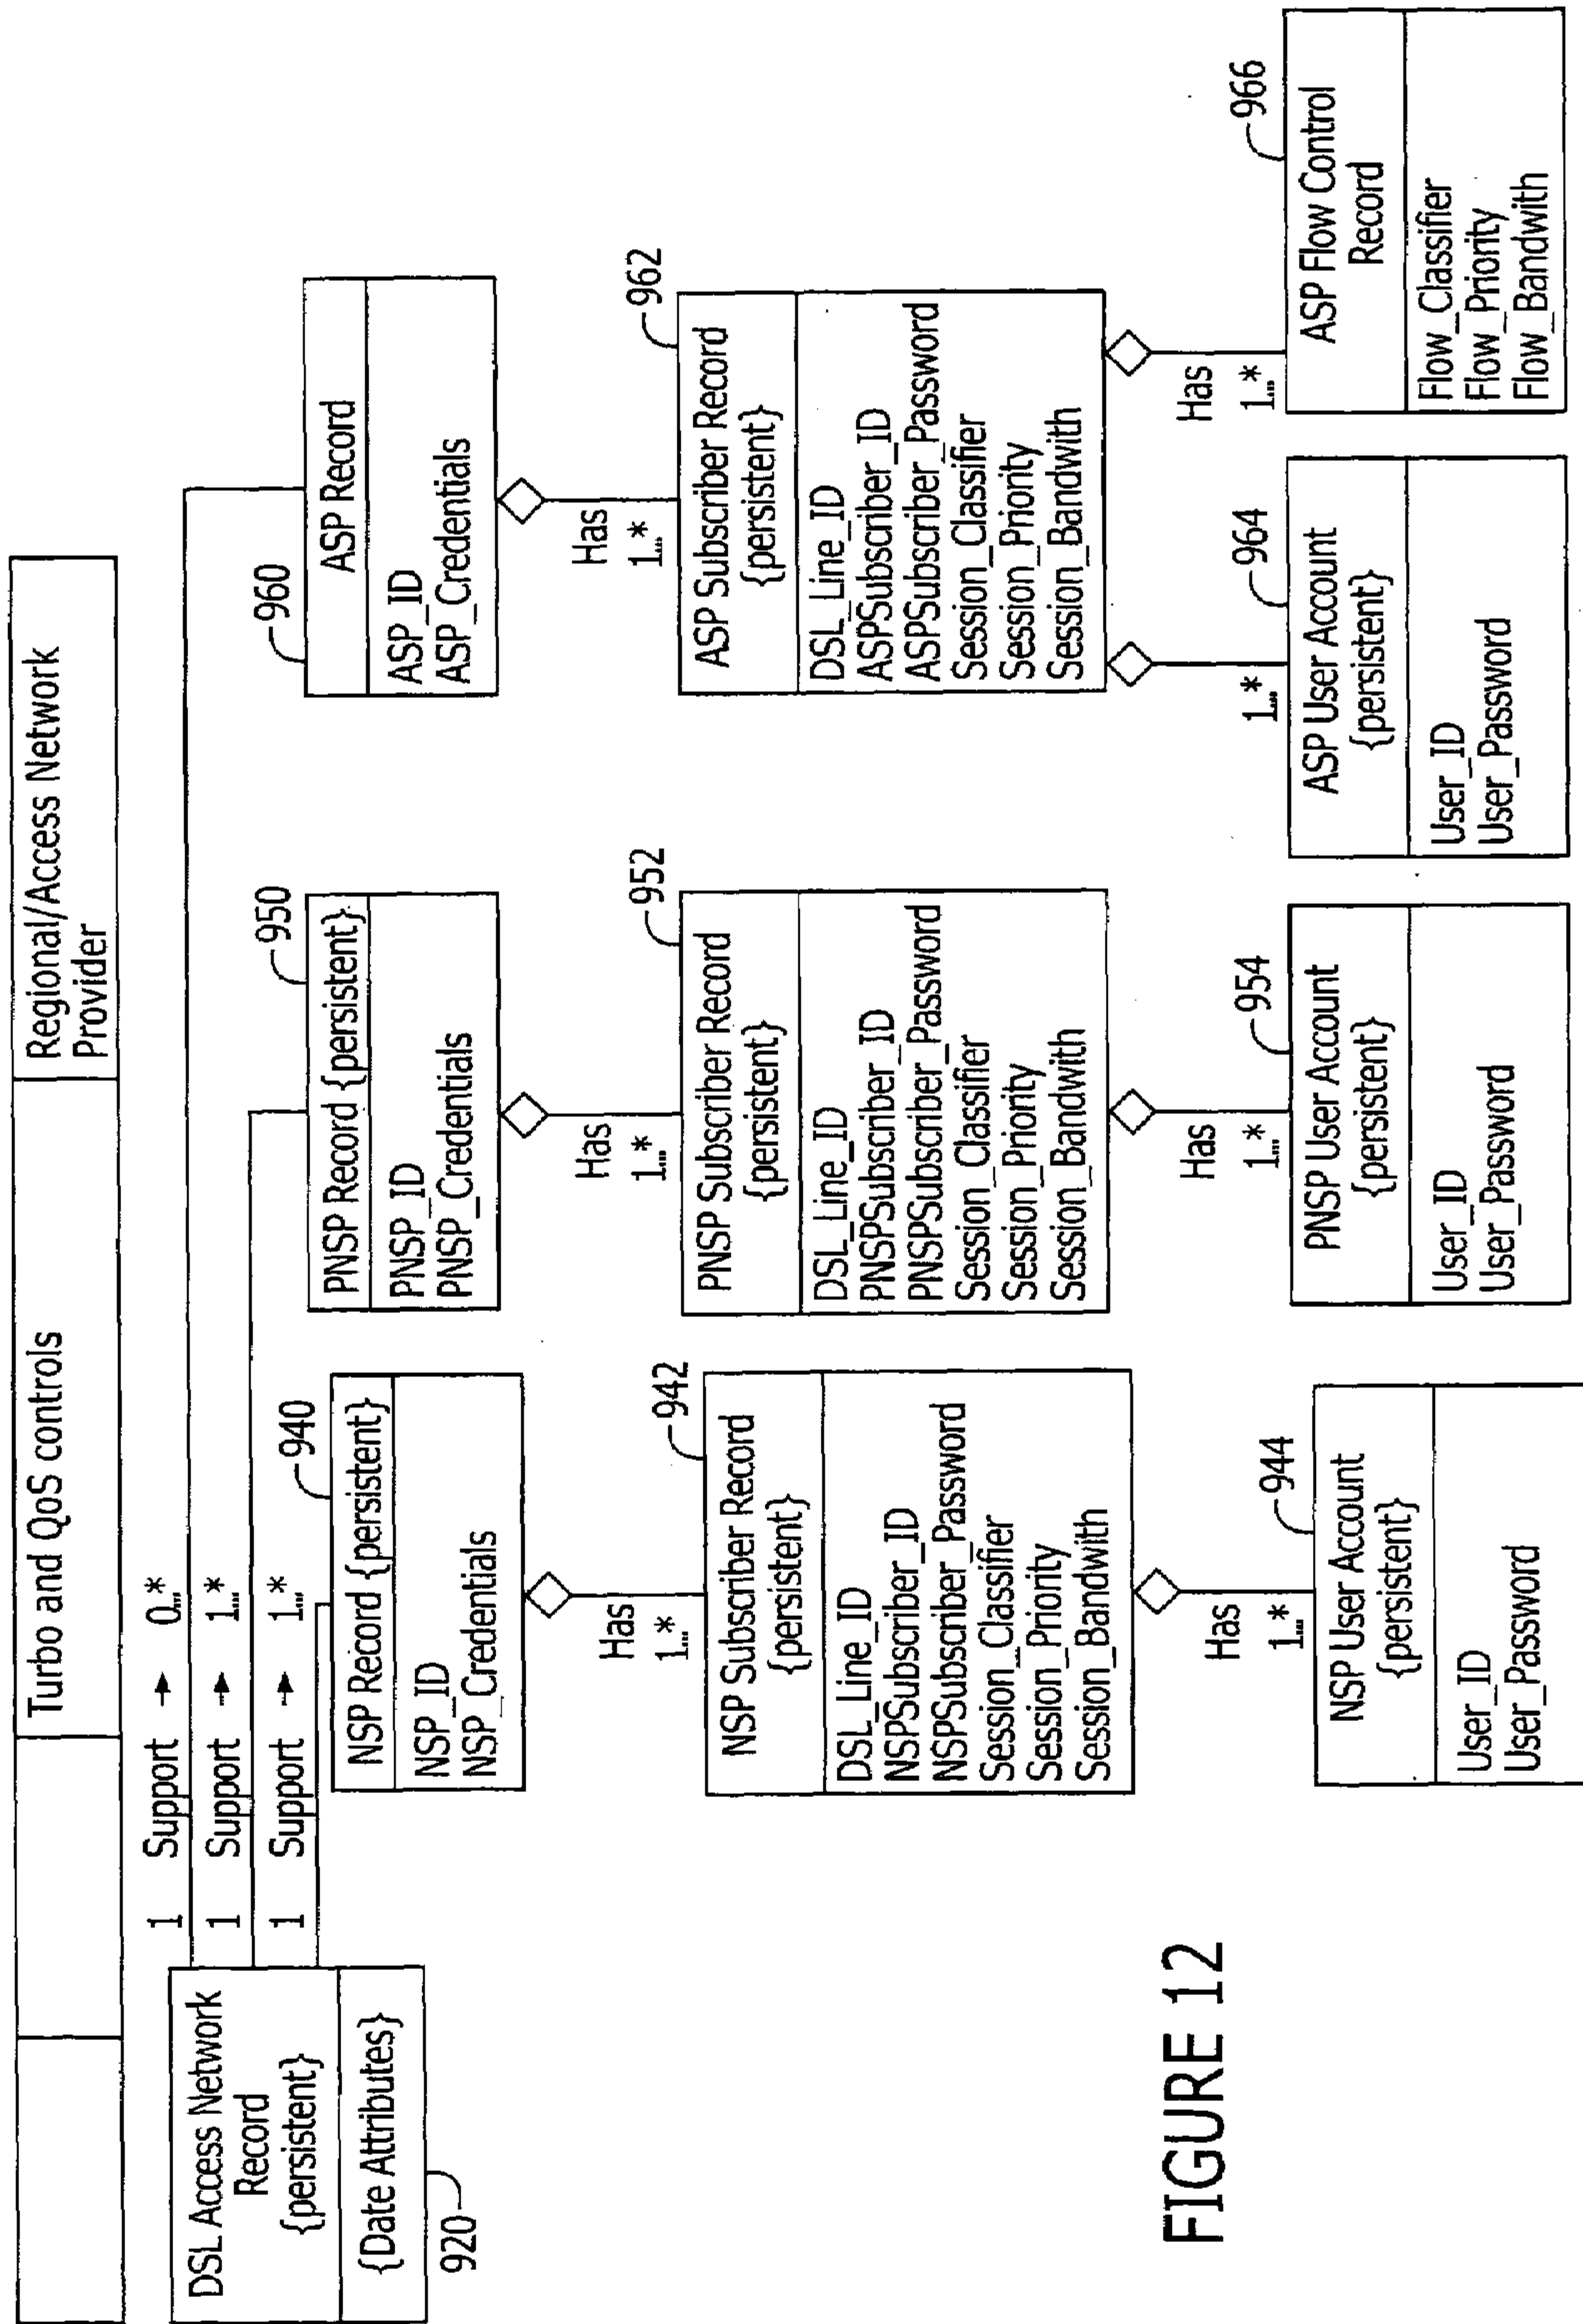 Turbo and QoS controls
Regional/Access Network
Provider
DSL Access Network
Record
{persistent}
{Date Attributes}
920
1 Support → 0...*
1 Support → 1...*
1 Support → 1...*
940
NSP Record {persistent}
NSP_ID
NSP_Credentials
Has
1...*
942
NSP Subscriber Record
{persistent}
DSL_Line_ID
NSPSubscriber_ID
NSPSubscriber_Password
Session_Classifier
Session_Priority
Session_Bandwith
Has
1...*
944
NSP User Account
{persistent}
User_ID
User_Password
950
PNSP Record {persistent}
PNSP_ID
PNSP_Credentials
Has
1...*
952
PNSP Subscriber Record
{persistent}
DSL_Line_ID
PNSPSubscriber_ID
PNSPSubscriber_Password
Session_Classifier
Session_Priority
Session_Bandwith
Has
1...*
954
PNSP User Account
{persistent}
User_ID
User_Password
960
ASP Record
ASP_ID
ASP_Credentials
Has
1...*
962
ASP Subscriber Record
{persistent}
DSL_Line_ID
ASPSubscriber_ID
ASPSubscriber_Password
Session_Classifier
Session_Priority
Session_Bandwith
1...*
964
ASP User Account
{persistent}
User_ID
User_Password
Has
1...*
966
ASP Flow Control
Record
Flow_Classifier
Flow_Priority
Flow_Bandwith
FIGURE 12